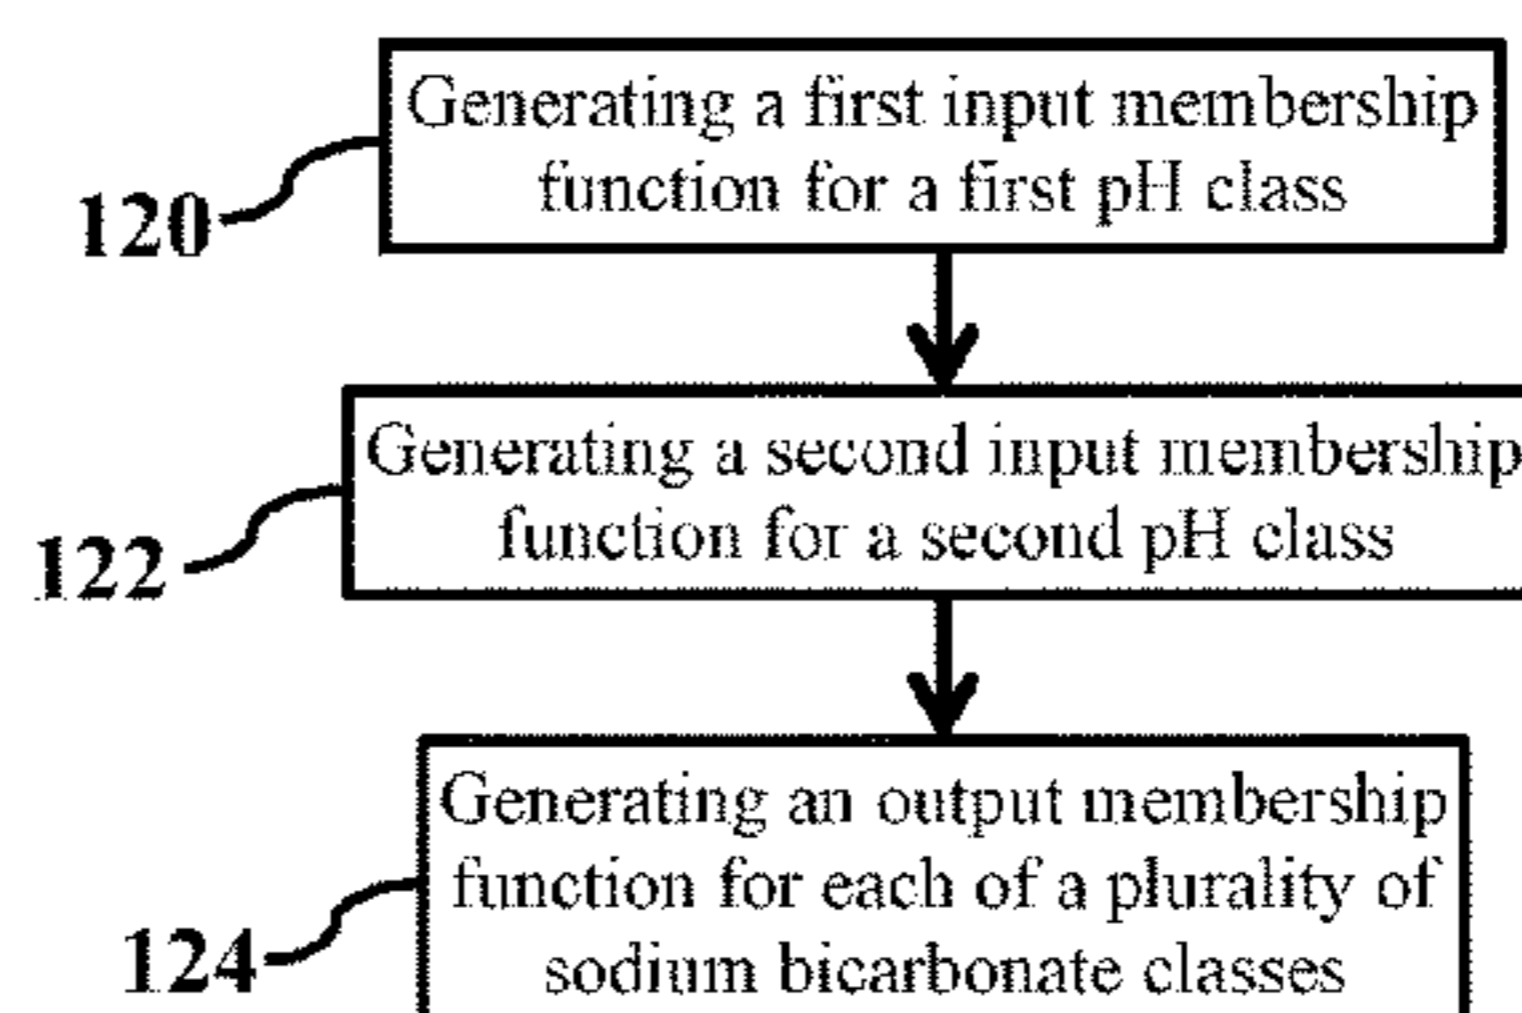 Generating a first input membership
function for a first pH class
120
Generating a second input membership
function for a second pH class
122
Generating an output membership
function for each of a plurality of
sodium bicarbonate classes
124